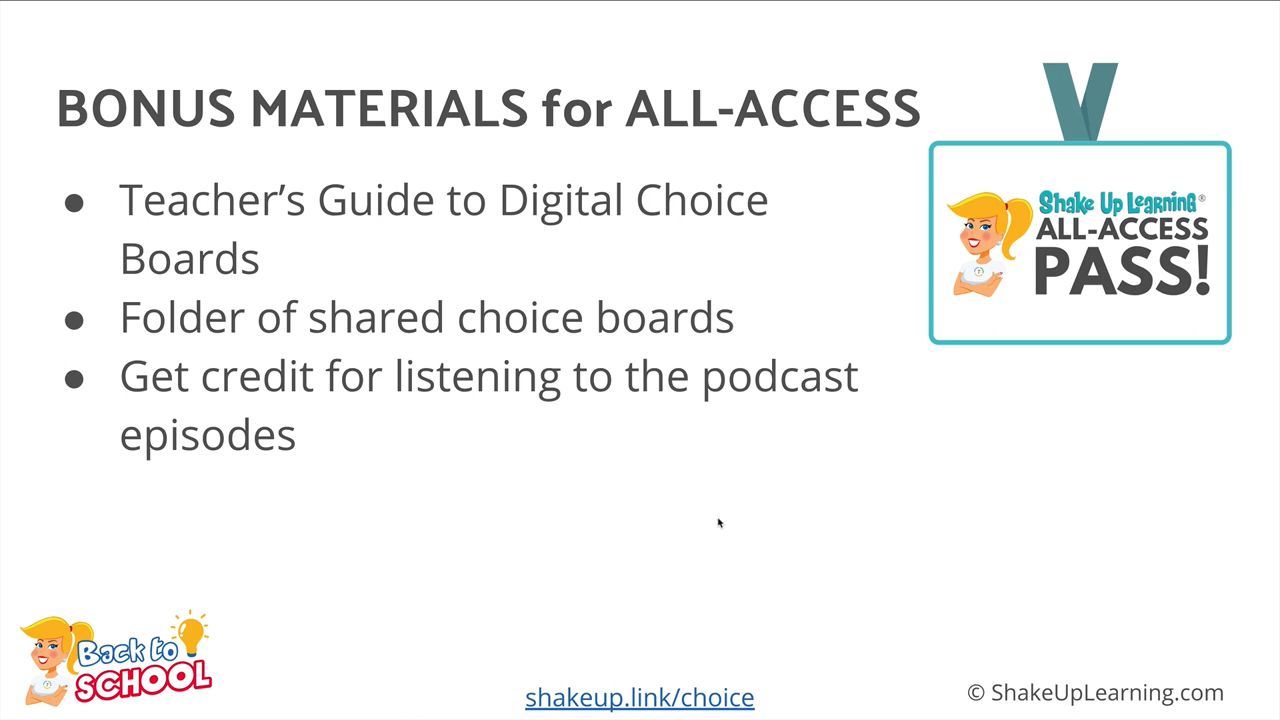 BONUS MATERIALS for ALL-ACCESS
● Teacher’s Guide to Digital Choice
Boards
● Folder of shared choice boards
● Get credit for listening to the podcast
episodes
Shake Up Learning®
ALL-ACCESS
PASS!
Back to
SCHOOL
shakeup.link/choice
© ShakeUpLearning.com